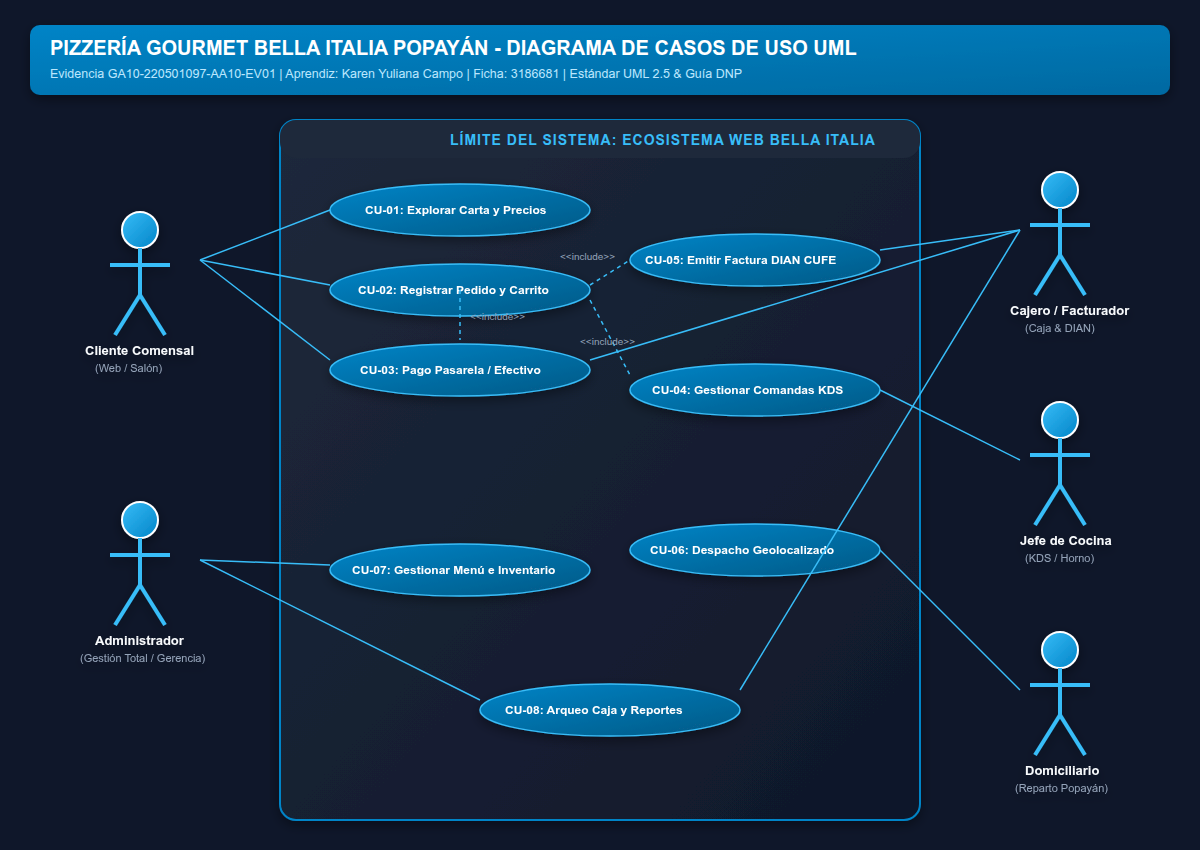 PIZZERÍA GOURMET BELLA ITALIA POPAYÁN - DIAGRAMA DE CASOS DE USO UML
Evidencia GA10-220501097-AA10-EV01 | Aprendiz: Karen Yuliana Campo | Ficha: 3186681 | Estándar UML 2.5 & Guía DNP
LÍMITE DEL SISTEMA: ECOSISTEMA WEB BELLA ITALIA
CU-01: Explorar Carta y Precios
<<include>>
CU-05: Emitir Factura DIAN CUFE
CU-02: Registrar Pedido y Carrito
<<include>>
Cajero / Facturador
(Caja & DIAN)
<<include>>
Cliente Comensal
(Web / Salón)
CU-03: Pago Pasarela / Efectivo
CU-04: Gestionar Comandas KDS
Jefe de Cocina
(KDS / Horno)
CU-06: Despacho Geolocalizado
CU-07: Gestionar Menú e Inventario
Administrador
(Gestión Total / Gerencia)
CU-08: Arqueo Caja y Reportes
Domiciliario
(Reparto Popayán)